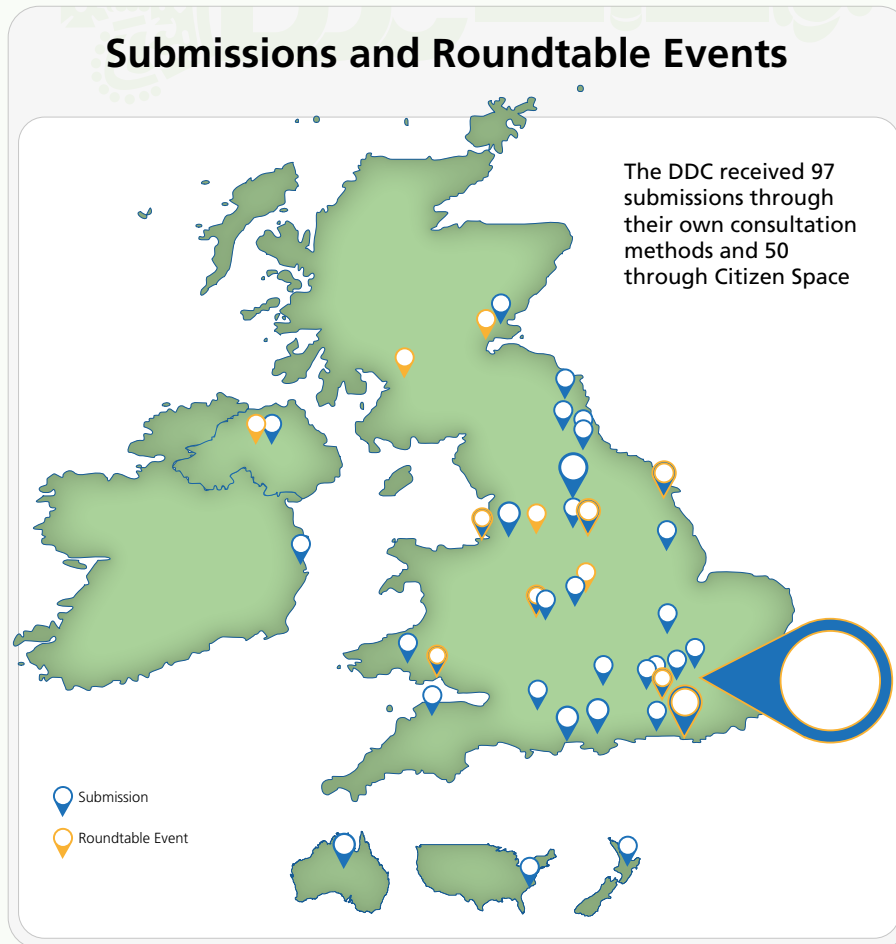 Submissions and Roundtable Events
The DDC received 97
submissions through
their own consultation
methods and 50
through Citizen Space
Submission
Roundtable Event